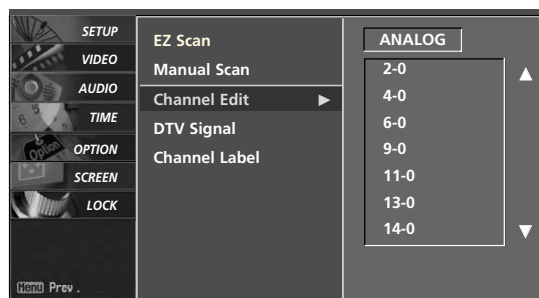 SETUP
VIDEO
AUDIO
TIME
OPTION
SCREEN
LOCK
Menu Prev.
EZ Scan
Manual Scan
Channel Edit ►
DTV Signal
Channel Label
ANALOG
2-0
4-0
6-0
9-0
11-0
13-0
14-0